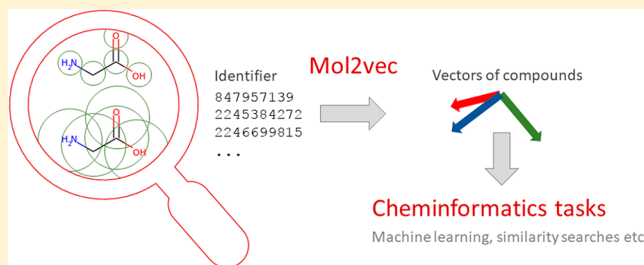 O
H₂N
OH
O
H₂N
OH
Identifier
847957139
2245384272
2246699815
...
Mol2vec
Vectors of compounds
Cheminformatics tasks
Machine learning, similarity searches etc